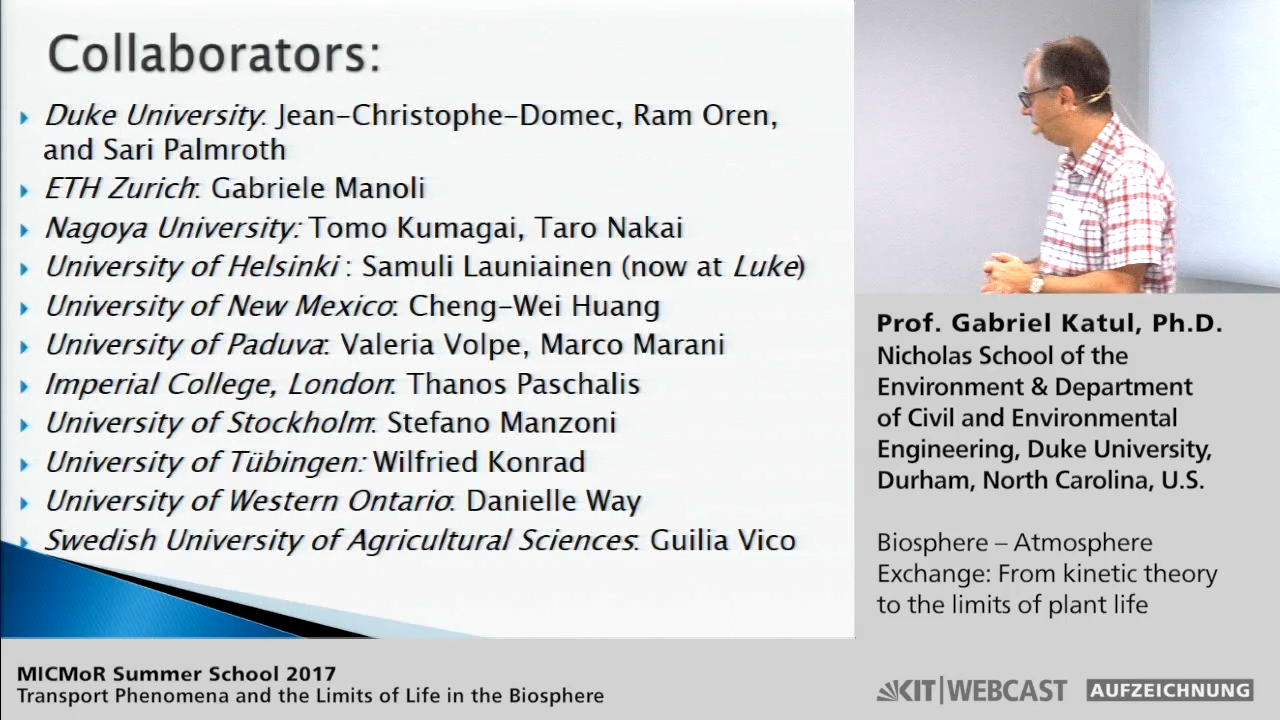 Collaborators:
Duke University: Jean-Christophe-Domec, Ram Oren,
and Sari Palmroth
ETH Zurich: Gabriele Manoli
Nagoya University: Tomo Kumagai, Taro Nakai
University of Helsinki : Samuli Launiainen (now at Luke)
University of New Mexico: Cheng-Wei Huang
University of Paduva: Valeria Volpe, Marco Marani
Imperial College, London: Thanos Paschalis
University of Stockholm: Stefano Manzoni
University of Tübingen: Wilfried Konrad
University of Western Ontario: Danielle Way
Swedish University of Agricultural Sciences: Guilia Vico
Prof. Gabriel Katul, Ph.D.
Nicholas School of the
Environment & Department
of Civil and Environmental
Engineering, Duke University,
Durham, North Carolina, U.S.
Biosphere – Atmosphere
Exchange: From kinetic theory
to the limits of plant life
MICMoR Summer School 2017
Transport Phenomena and the Limits of Life in the Biosphere
KIT|WEBCAST AUFZEICHNUNG